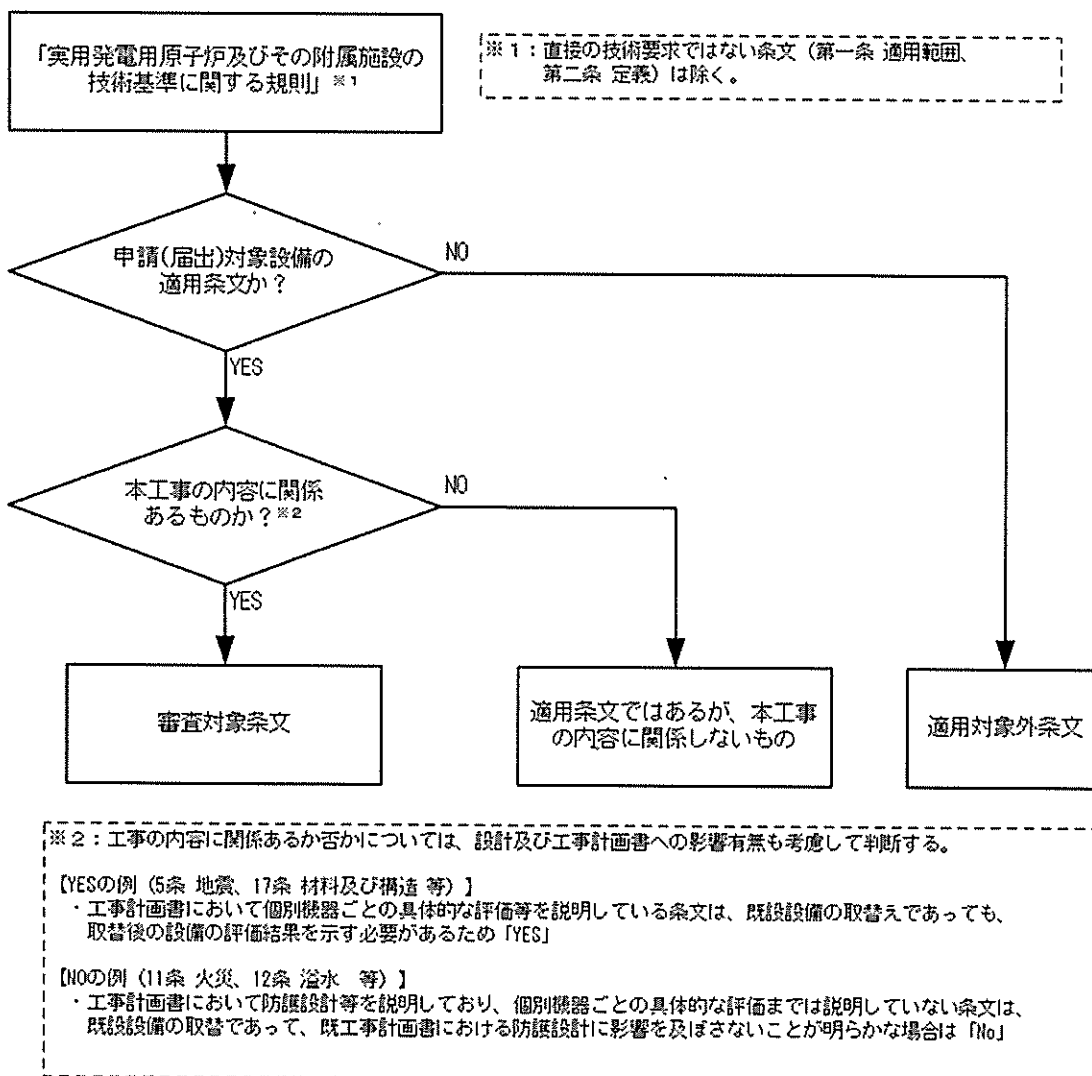 「実用発電用原子炉及びその附属施設の
技術基準に関する規則」※1
※1：直接の技術要求ではない条文（第一条 適用範囲、
第二条 定義）は除く。
申請(届出)対象設備の
適用条文か？
NO
YES
本工事の内容に関係
あるものか？※2
NO
YES
審査対象条文
適用条文ではあるが、本工事
の内容に関係しないもの
適用対象外条文
※2：工事の内容に関係あるか否かについては、設計及び工事計画書への影響有無も考慮して判断する。
【YESの例（5条 地震、17条 材料及び構造 等）】
・工事計画書において個別機器ごとの具体的な評価等を説明している条文は、既設設備の取替えであっても、
取替後の設備の評価結果を示す必要があるため「YES」
【NOの例（11条 火災、12条 溢水 等）】
・工事計画書において防護設計等を説明しており、個別機器ごとの具体的な評価までは説明していない条文は、
既設設備の取替であって、既工事計画書における防護設計に影響を及ぼさないことが明らかな場合は「No」